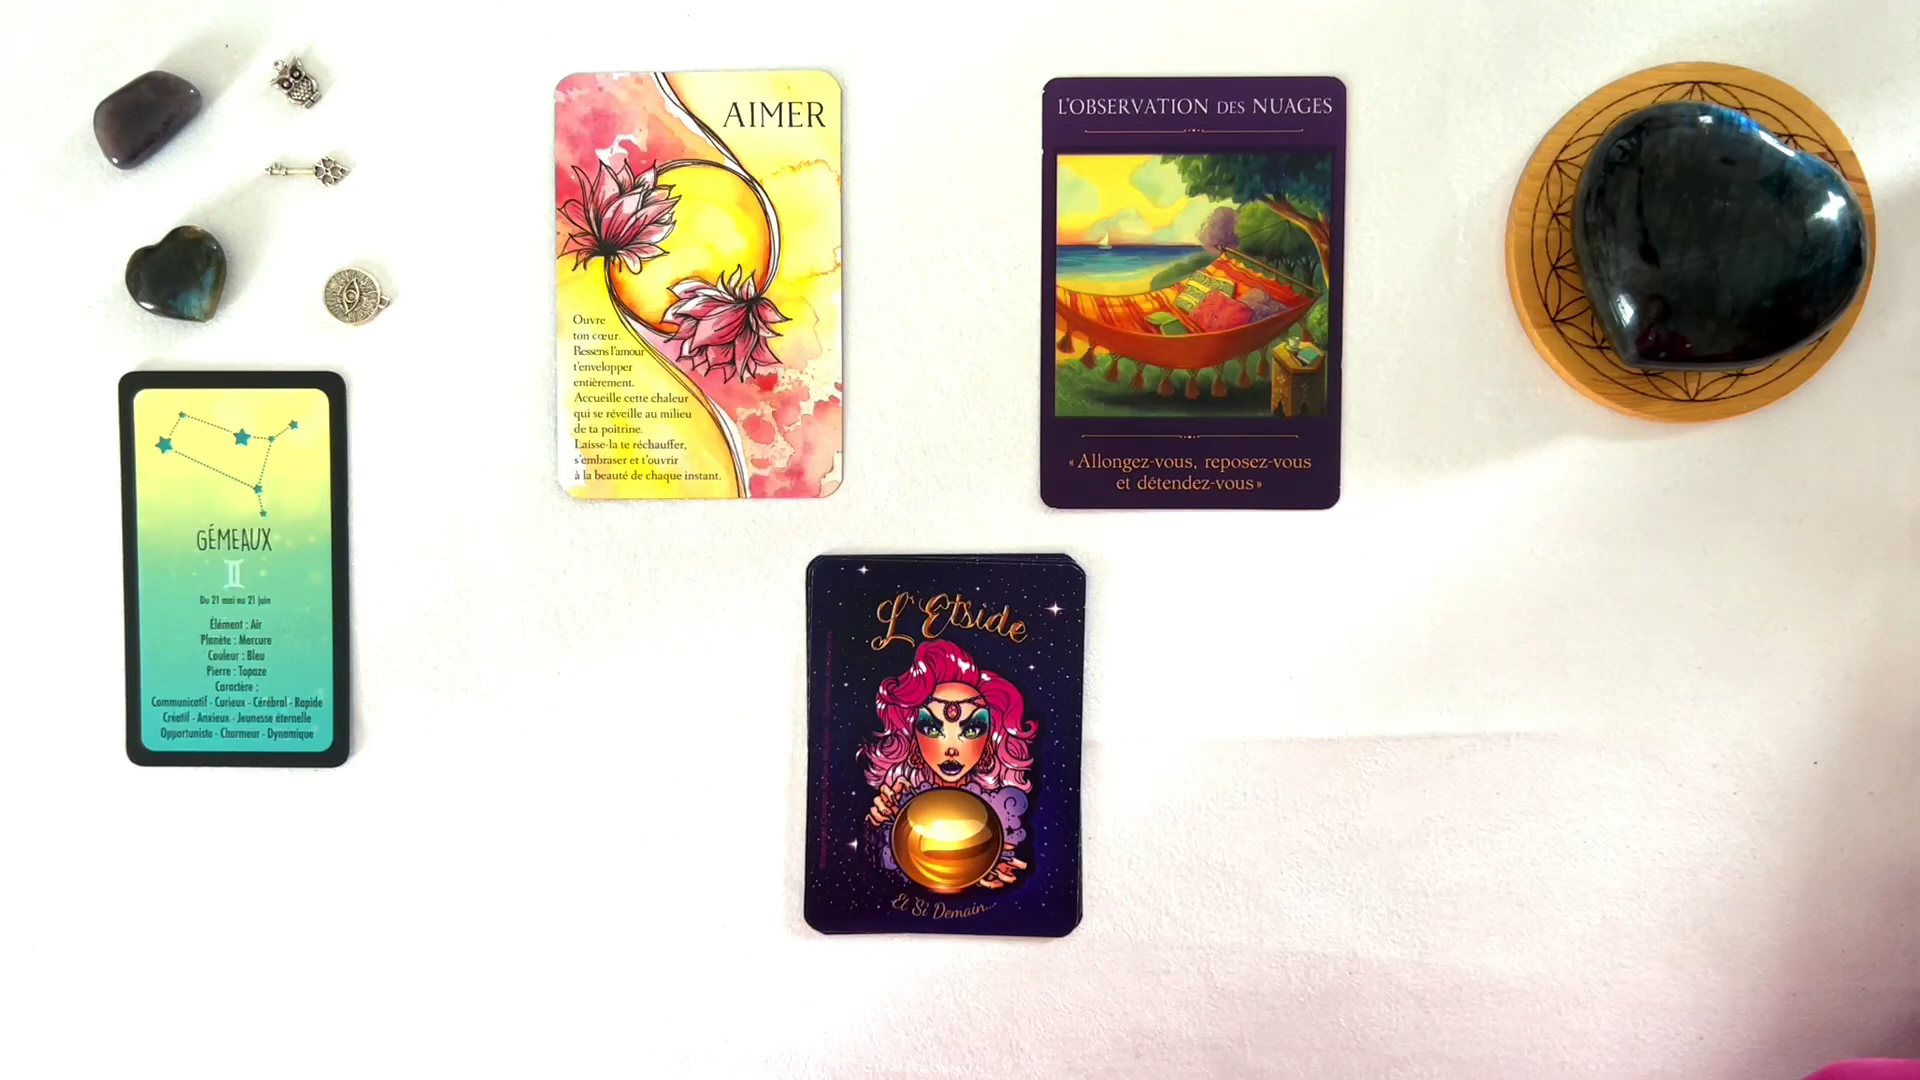 AIMER
Ouvre
ton cœur.
Ressens l'amour
t'envelopper
entièrement.
Accueille cette chaleur
qui se réveille au milieu
de ta poitrine.
Laisse-la te réchauffer,
s'embraser et t'ouvrir
à la beauté de chaque instant.
L'OBSERVATION DES NUAGES
« Allongez-vous, reposez-vous
et détendez-vous »
GÉMEAUX
Du 21 mai au 21 juin
Élément : Air
Planète : Mercure
Couleur : Bleu
Pierre : Topaze
Caractère :
Communicatif - Curieux - Cérébral - Rapide
Créatif - Anxieux - Jeunesse éternelle
Opportuniste - Charmeur - Dynamique
L'Etside
Et Si Demain...